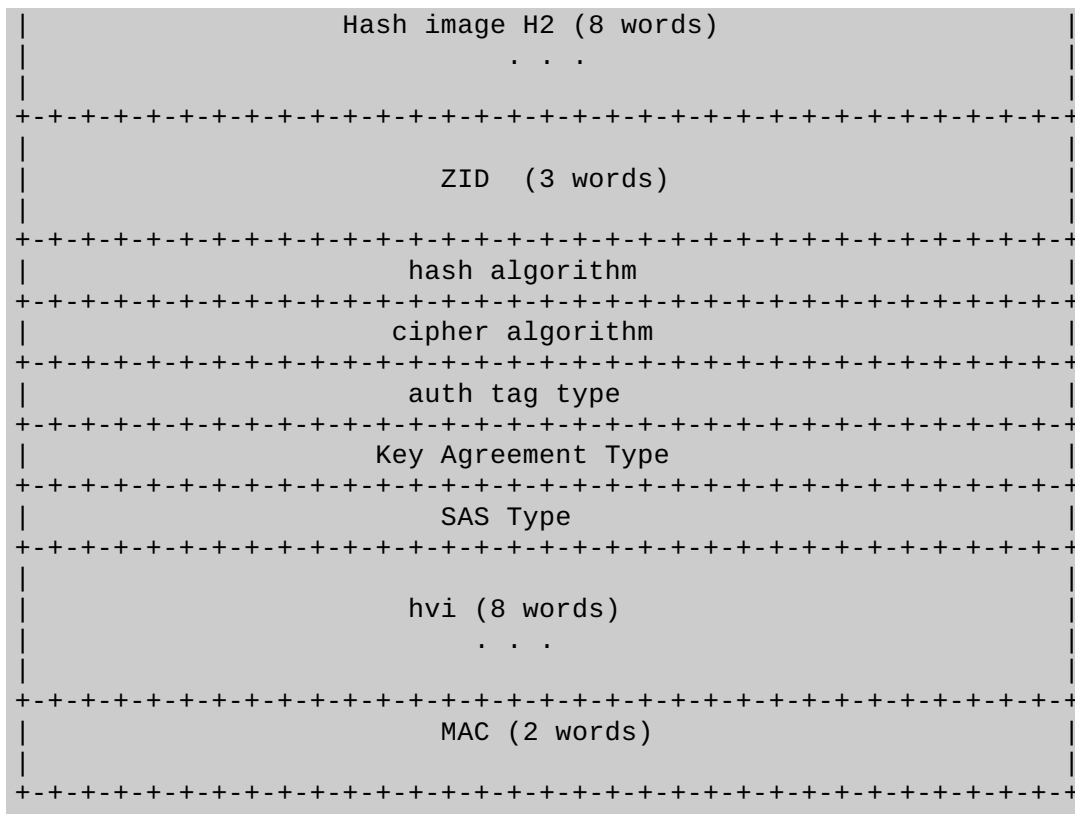 |                   Hash image H2 (8 words)                     |
|                             . . .                             |
|                                                               |
+-+-+-+-+-+-+-+-+-+-+-+-+-+-+-+-+-+-+-+-+-+-+-+-+-+-+-+-+-+-+-+-+
|                                                               |
|                         ZID  (3 words)                        |
|                                                               |
+-+-+-+-+-+-+-+-+-+-+-+-+-+-+-+-+-+-+-+-+-+-+-+-+-+-+-+-+-+-+-+-+
|                       hash algorithm                          |
+-+-+-+-+-+-+-+-+-+-+-+-+-+-+-+-+-+-+-+-+-+-+-+-+-+-+-+-+-+-+-+-+
|                      cipher algorithm                         |
+-+-+-+-+-+-+-+-+-+-+-+-+-+-+-+-+-+-+-+-+-+-+-+-+-+-+-+-+-+-+-+-+
|                       auth tag type                           |
+-+-+-+-+-+-+-+-+-+-+-+-+-+-+-+-+-+-+-+-+-+-+-+-+-+-+-+-+-+-+-+-+
|                     Key Agreement Type                        |
+-+-+-+-+-+-+-+-+-+-+-+-+-+-+-+-+-+-+-+-+-+-+-+-+-+-+-+-+-+-+-+-+
|                         SAS Type                              |
+-+-+-+-+-+-+-+-+-+-+-+-+-+-+-+-+-+-+-+-+-+-+-+-+-+-+-+-+-+-+-+-+
|                                                               |
|                       hvi (8 words)                           |
|                           . . .                               |
|                                                               |
+-+-+-+-+-+-+-+-+-+-+-+-+-+-+-+-+-+-+-+-+-+-+-+-+-+-+-+-+-+-+-+-+
|                         MAC (2 words)                         |
|                                                               |
+-+-+-+-+-+-+-+-+-+-+-+-+-+-+-+-+-+-+-+-+-+-+-+-+-+-+-+-+-+-+-+-+